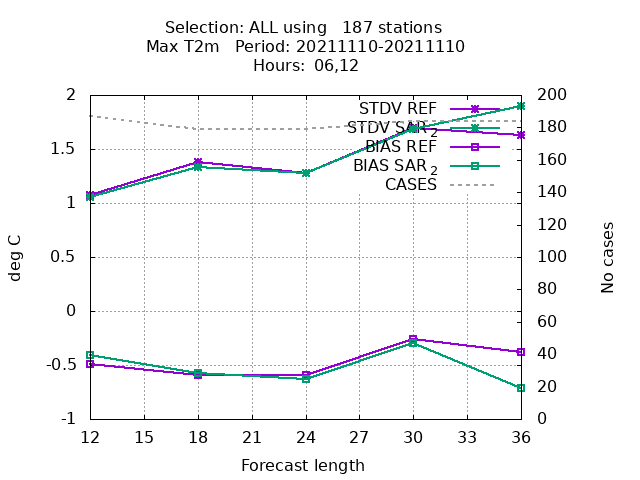 Selection: ALL using   187 stations
Max T2m   Period: 20211110-20211110
Hours: 06,12
STDV REF
STDV SAR 2
BIAS REF
BIAS SAR 2
CASES
2
1.5
1
0.5
0
-0.5
-1
deg C
200
180
160
140
120
100
80
60
40
20
0
No cases
12 15 18 21 24 27 30 33 36
Forecast length